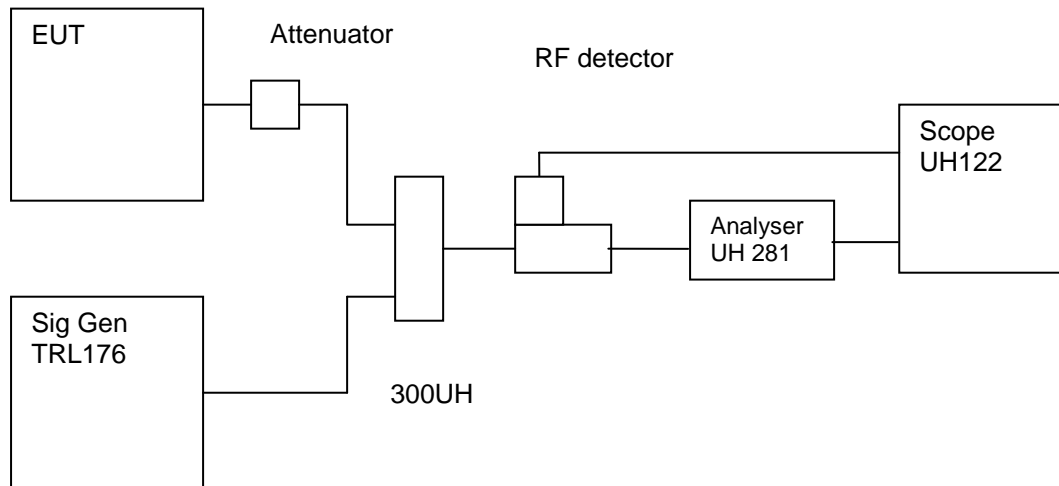 EUT
Attenuator
RF detector
Scope
UH122
Analyser
UH 281
Sig Gen
TRL176
300UH